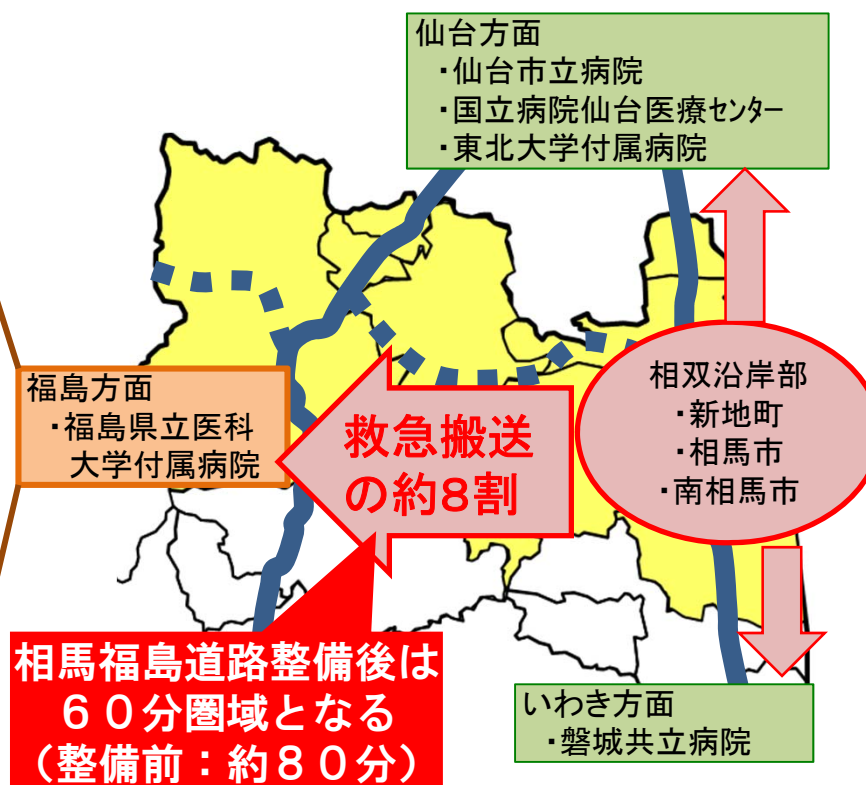 仙台方面
・仙台市立病院
・国立病院仙台医療センター
・東北大学付属病院
相双沿岸部
・新地町
・相馬市
・南相馬市
福島方面
・福島県立医科
大学付属病院
救急搬送
の約8割
相馬福島道路整備後は
６０分圏域となる
（整備前：約８０分）
いわき方面
・磐城共立病院